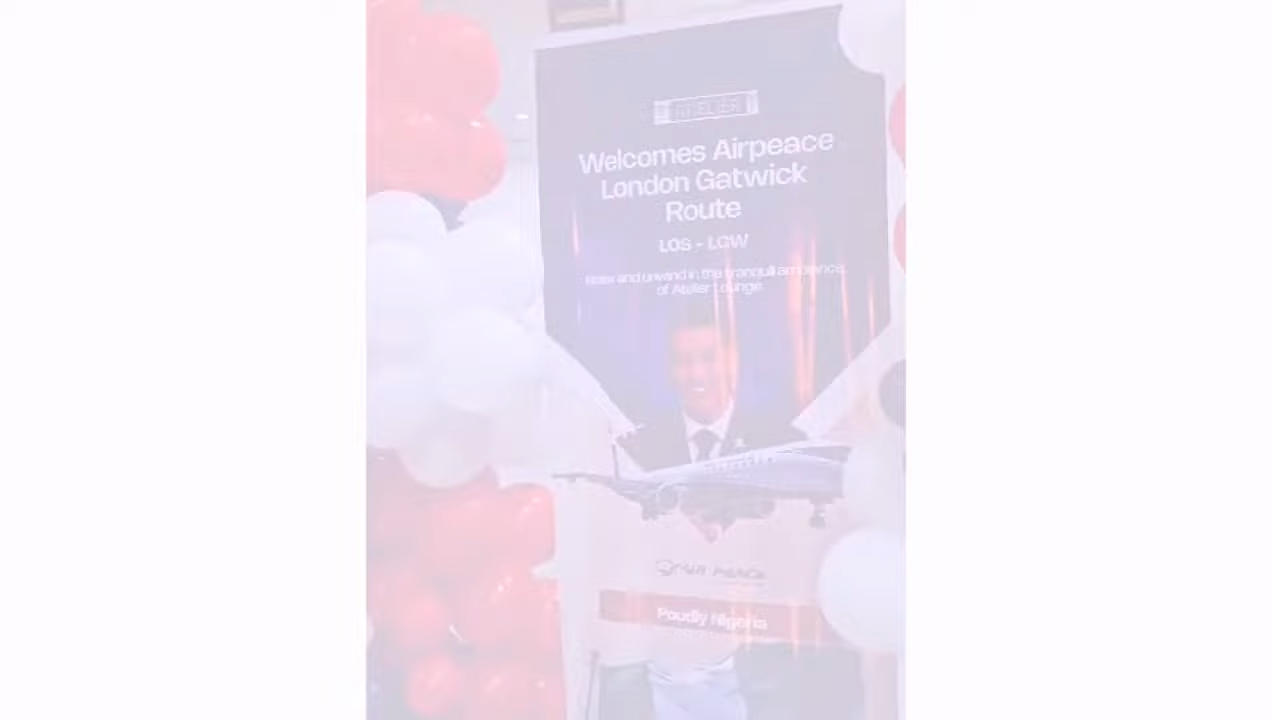 ATELIER
Welcomes Airpeace
London Gatwick
Route
LOS - LGW
Relax and unwind in the tranquil ambience
of Atelier Lounge
AIR PEACE
Poudly Nigeria